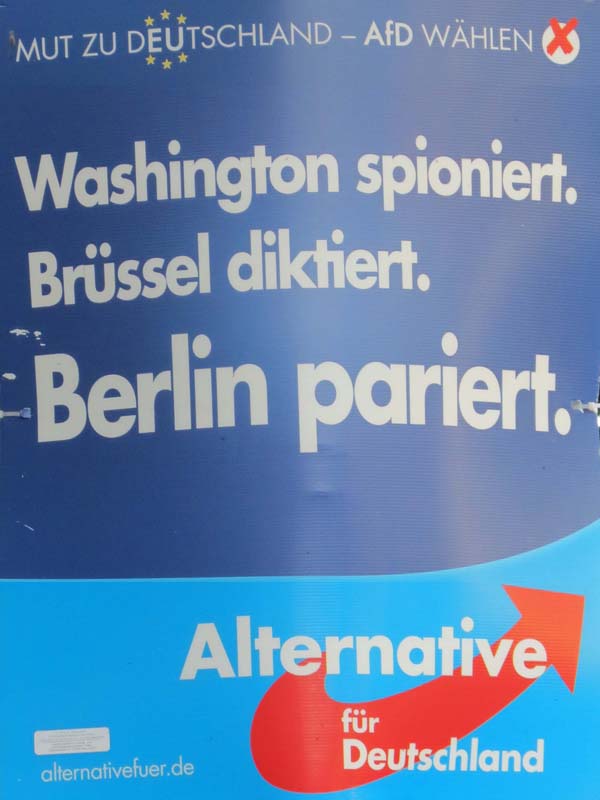 MUT ZU DEUTSCHLAND – AfD WÄHLEN
Washington spioniert.
Brüssel diktiert.
Berlin pariert.
Alternative
für
Deutschland
alternativefuer.de